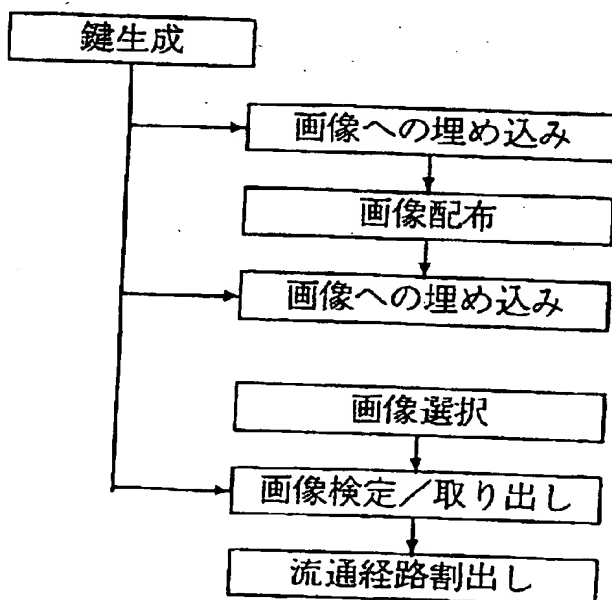 鍵生成
画像への埋め込み
画像配布
画像への埋め込み
画像選択
画像検定／取り出し
流通経路割出し